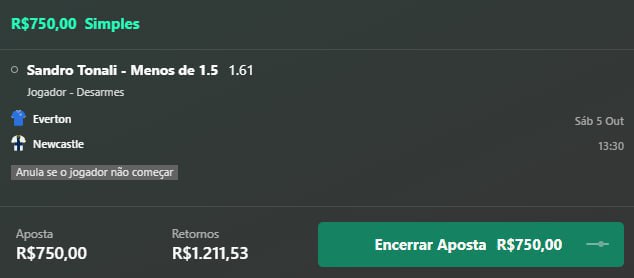 R$750,00 Simples
Sandro Tonali - Menos de 1.5 1.61
Jogador - Desarmes
Everton
Sáb 5 Out
Newcastle
13:30
Anula se o jogador não começar
Aposta
Retornos
R$750,00
R$1.211,53
Encerrar Aposta R$750,00